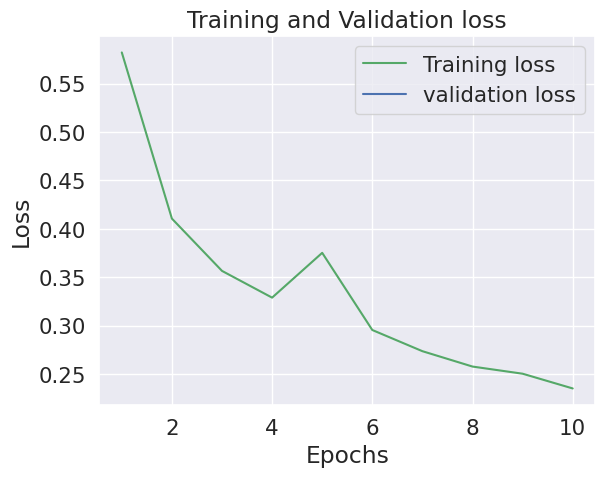 Training and Validation loss
Training loss
validation loss
0.55
0.50
0.45
0.40
0.35
0.30
0.25
Loss
2 4 6 8 10
Epochs